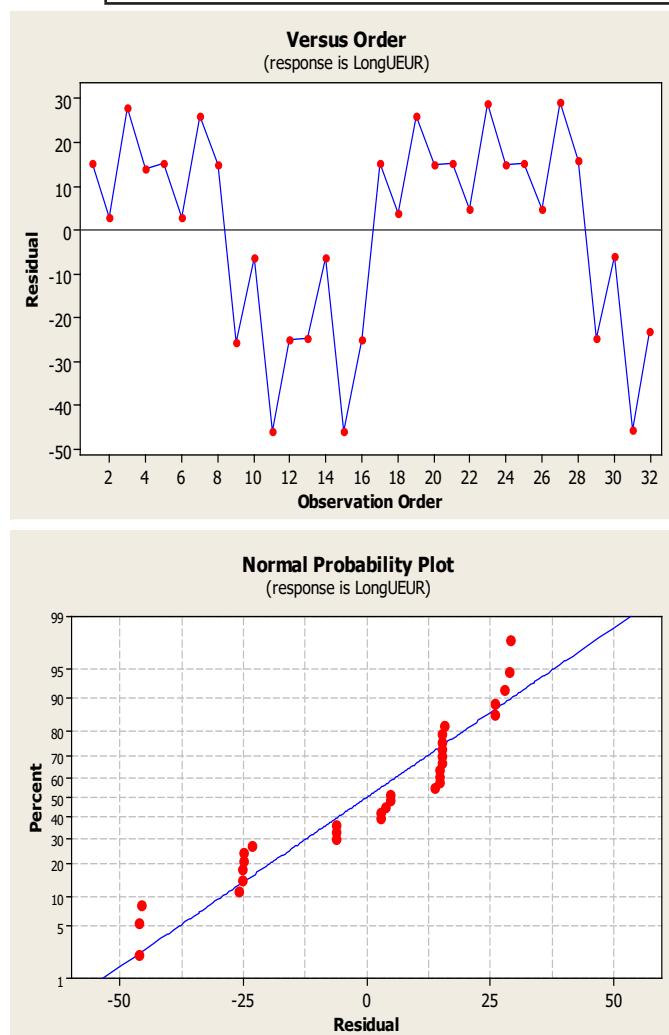 Versus Order
(response is LongUEUR)
30
20
10
0
-10
-20
-30
-40
-50
Residual
2 4 6 8 10 12 14 16 18 20 22 24 26 28 30 32
Observation Order
Normal Probability Plot
(response is LongUEUR)
99
95
90
80
70
60
50
40
30
20
10
5
1
Percent
-50 -25 0 25 50
Residual